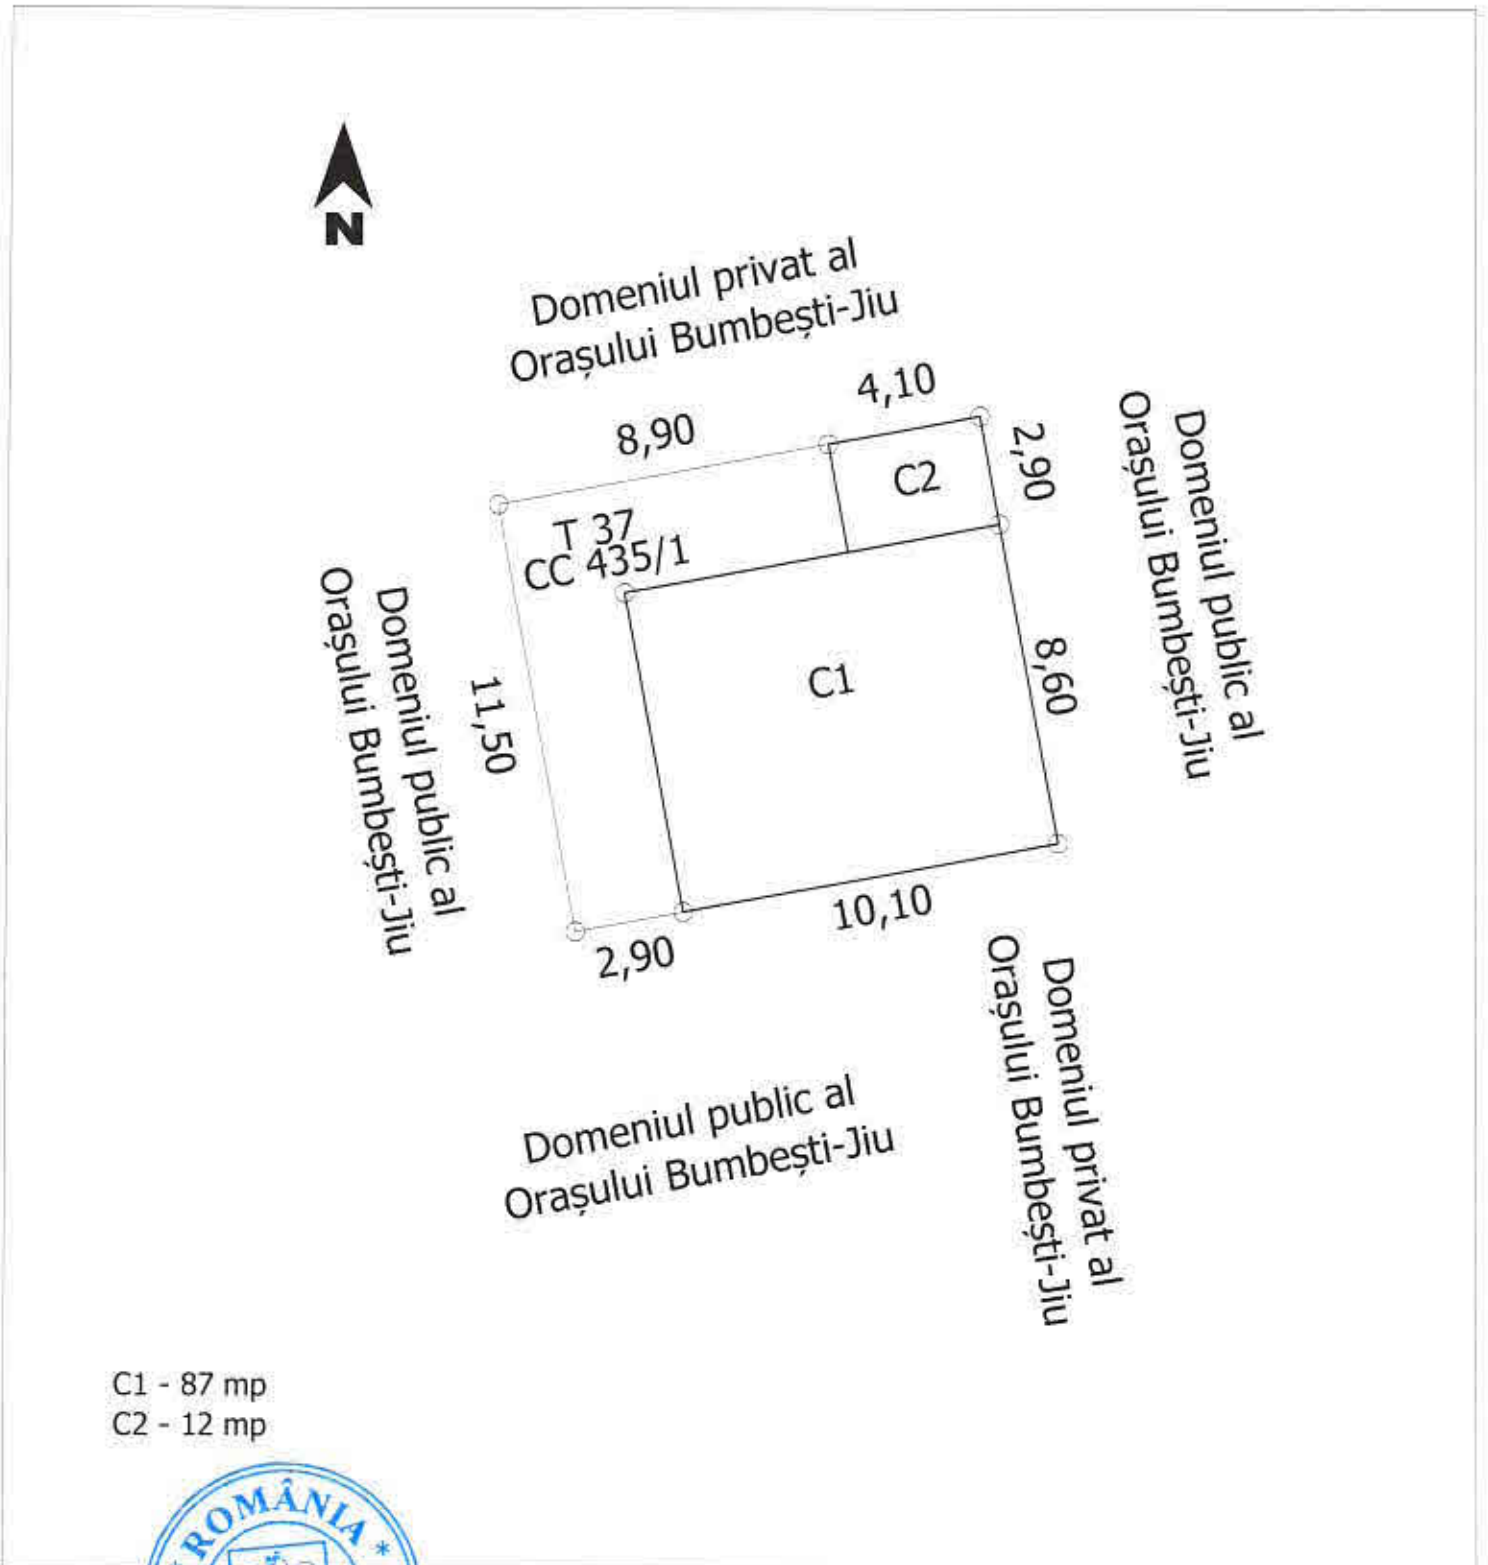 N
Domeniul privat al
Orașului Bumbești-Jiu
4,10
8,90
2,90
C2
T 37
CC 435/1
Domeniul public al
Orașului Bumbești-Jiu
Domeniul public al
Orașului Bumbești-Jiu
11,50
C1
8,60
10,10
2,90
Domeniul privat al
Orașului Bumbești-Jiu
Domeniul public al
Orașului Bumbești-Jiu
C1 - 87 mp
C2 - 12 mp
* ROMÂNIA *